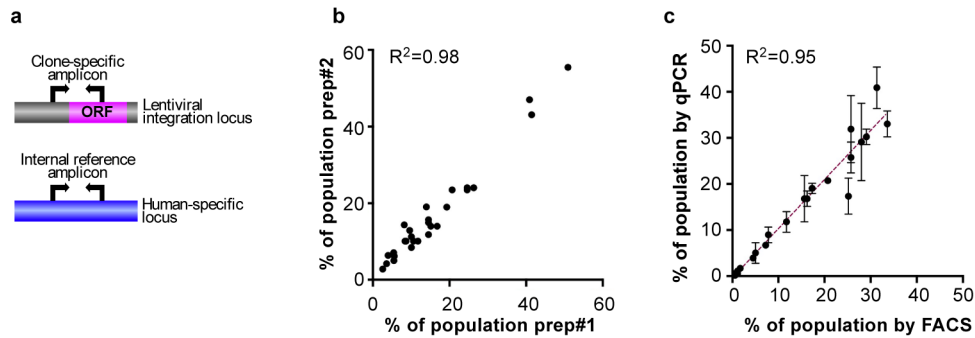 a
Clone-specific
amplicon
ORF
Lentiviral
integration locus
Internal reference
amplicon
Human-specific
locus
b
R²=0.98
% of population prep#2
60
40
20
0
0 20 40 60
% of population prep#1
c
R²=0.95
% of population by qPCR
50
40
30
20
10
0
0 10 20 30 40 50
% of population by FACS